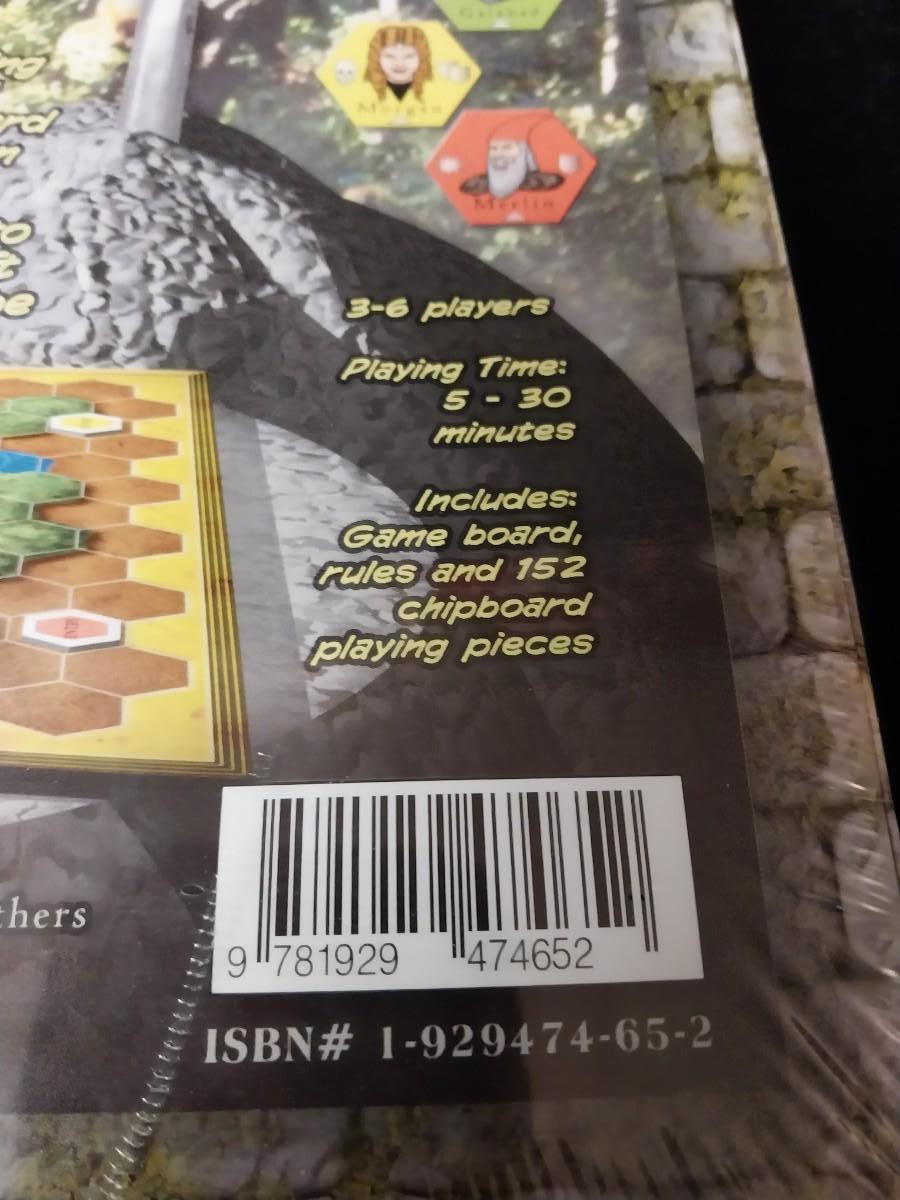 Galahad
Morgan
Merlin
3-6 players
Playing Time:
5 - 30
minutes
Includes:
Game board,
rules and 152
chipboard
playing pieces
9 781929 474652
ISBN# 1-929474-65-2